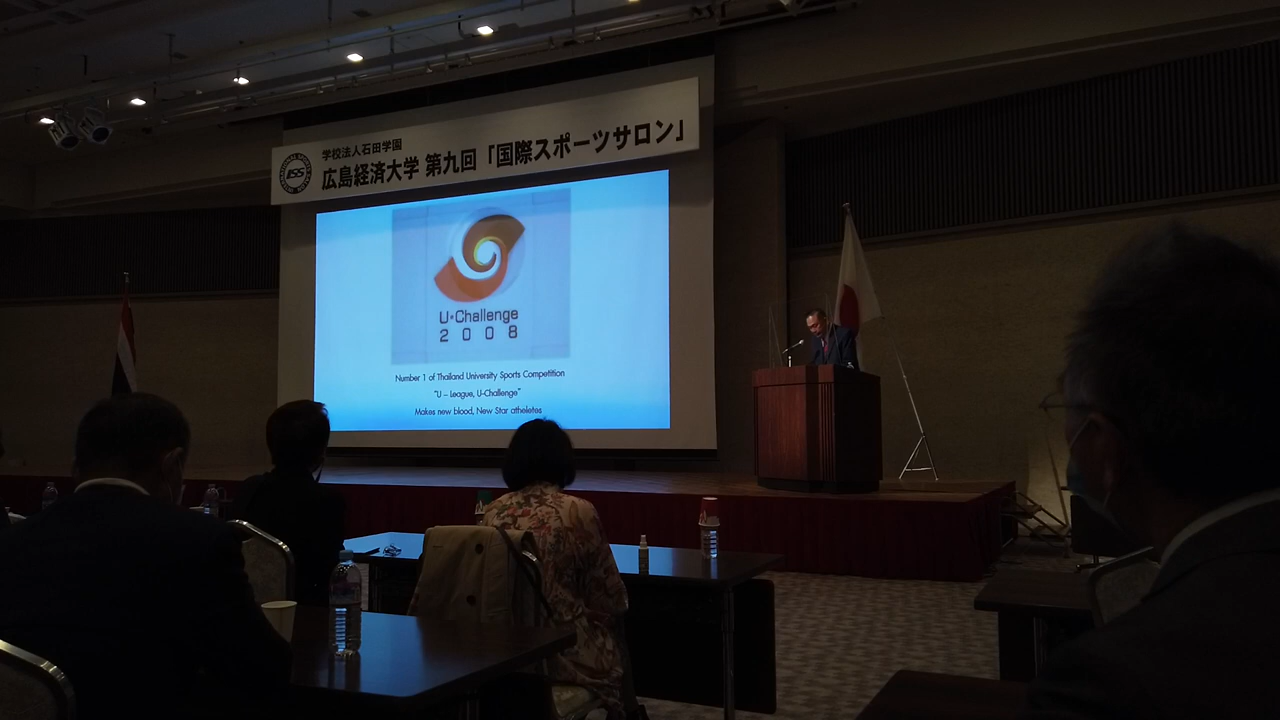 学校法人石田学園
ISS
広島経済大学 第九回「国際スポーツサロン」
U•Challenge
2008
Number 1 of Thailand University Sports Competition
"U – League, U-Challenge"
Makes new blood, New Star atheletes